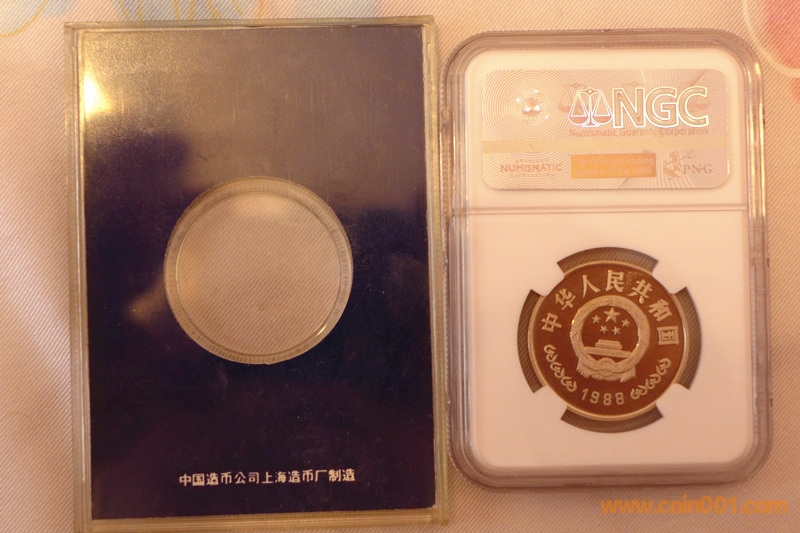 中国造币公司上海造币厂制造
NGC
Numismatic Guaranty Corporation
NUMISMATIC
PNG
中华人民共和国
1988
www.coin001.com